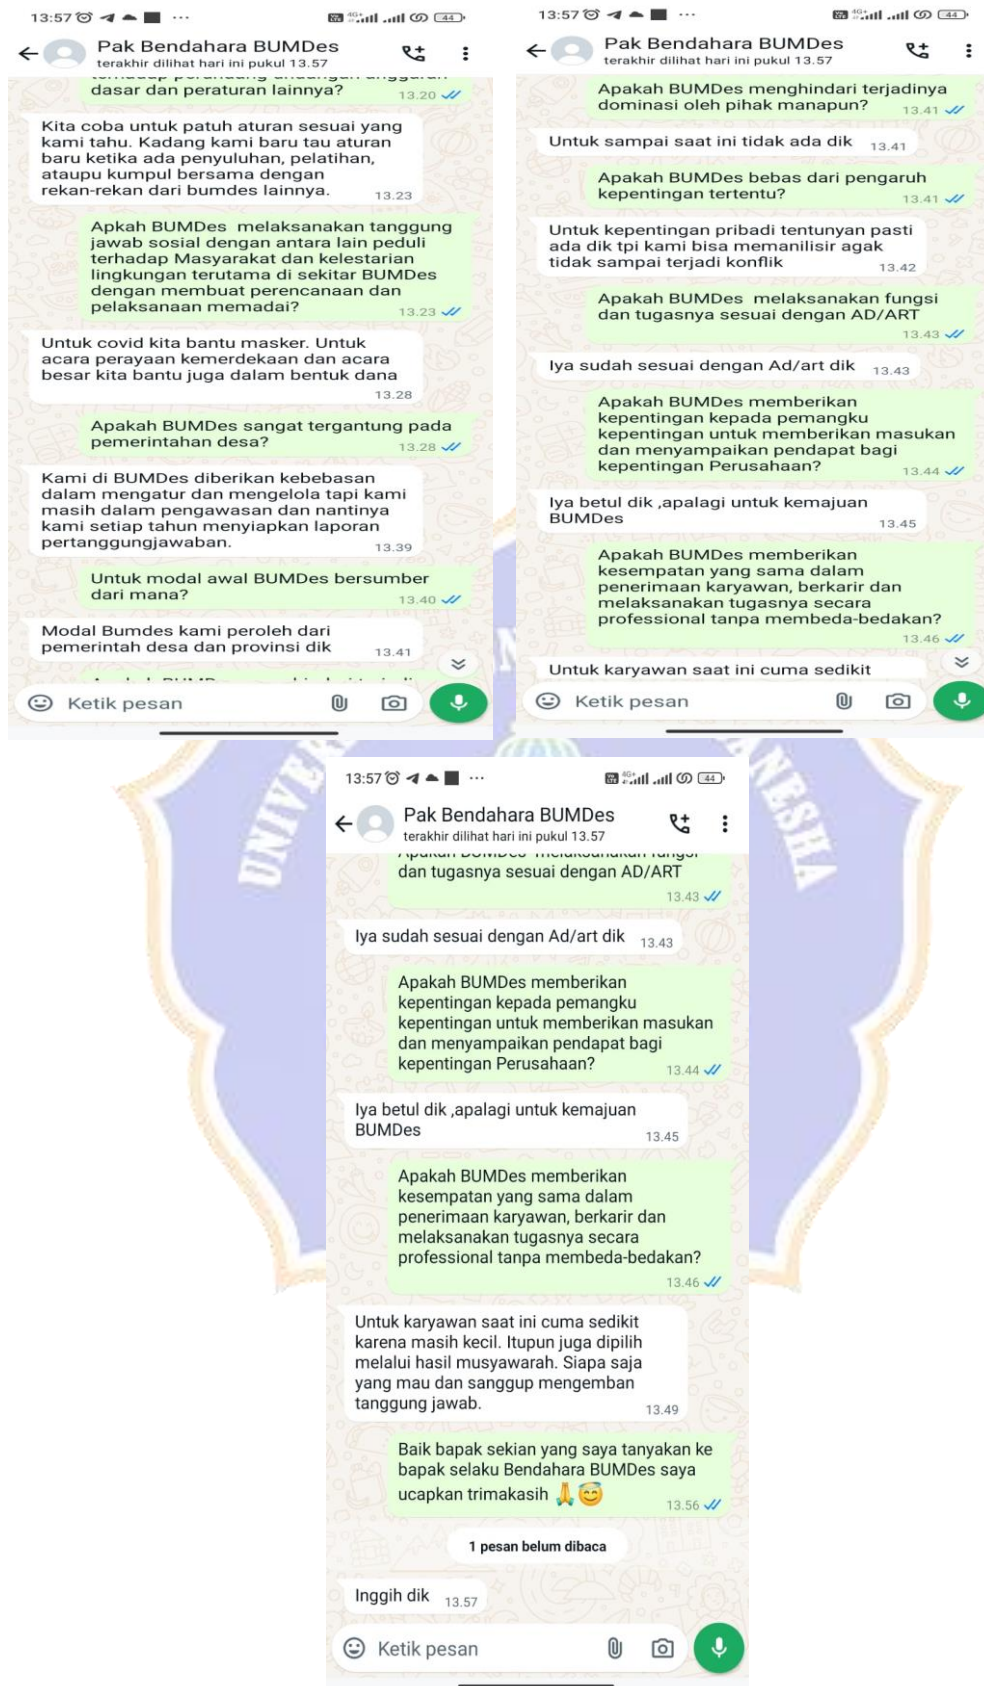 13:57
44
Pak Bendahara BUMDes
terakhir dilihat hari ini pukul 13.57
terhadap perundang undangan anggaran
dasar dan peraturan lainnya?
13.20
Kita coba untuk patuh aturan sesuai yang
kami tahu. Kadang kami baru tau aturan
baru ketika ada penyuluhan, pelatihan,
ataupu kumpul bersama dengan
rekan-rekan dari bumdes lainnya.
13.23
Apkah BUMDes melaksanakan tanggung
jawab sosial dengan antara lain peduli
terhadap Masyarakat dan kelestarian
lingkungan terutama di sekitar BUMDes
dengan membuat perencanaan dan
pelaksanaan memadai?
13.23
Untuk covid kita bantu masker. Untuk
acara perayaan kemerdekaan dan acara
besar kita bantu juga dalam bentuk dana
13.28
Apakah BUMDes sangat tergantung pada
pemerintahan desa?
13.28
Kami di BUMDes diberikan kebebasan
dalam mengatur dan mengelola tapi kami
masih dalam pengawasan dan nantinya
kami setiap tahun menyiapkan laporan
pertanggungjawaban.
13.39
Untuk modal awal BUMDes bersumber
dari mana?
13.40
Modal Bumdes kami peroleh dari
pemerintah desa dan provinsi dik
13.41
Ketik pesan
13:57
44
Pak Bendahara BUMDes
terakhir dilihat hari ini pukul 13.57
Apakah BUMDes menghindari terjadinya
dominasi oleh pihak manapun?
13.41
Untuk sampai saat ini tidak ada dik
13.41
Apakah BUMDes bebas dari pengaruh
kepentingan tertentu?
13.41
Untuk kepentingan pribadi tentunyan pasti
ada dik tpi kami bisa memanilisir agak
tidak sampai terjadi konflik
13.42
Apakah BUMDes melaksanakan fungsi
dan tugasnya sesuai dengan AD/ART
13.43
Iya sudah sesuai dengan Ad/art dik
13.43
Apakah BUMDes memberikan
kepentingan kepada pemangku
kepentingan untuk memberikan masukan
dan menyampaikan pendapat bagi
kepentingan Perusahaan?
13.44
Iya betul dik ,apalagi untuk kemajuan
BUMDes
13.45
Apakah BUMDes memberikan
kesempatan yang sama dalam
penerimaan karyawan, berkarir dan
melaksanakan tugasnya secara
professional tanpa membeda-bedakan?
13.46
Untuk karyawan saat ini cuma sedikit
Ketik pesan
UNIVE
ANESHA
13:57
44
Pak Bendahara BUMDes
terakhir dilihat hari ini pukul 13.57
Apakah BUMDes melaksanakan fungsi
dan tugasnya sesuai dengan AD/ART
13.43
Iya sudah sesuai dengan Ad/art dik
13.43
Apakah BUMDes memberikan
kepentingan kepada pemangku
kepentingan untuk memberikan masukan
dan menyampaikan pendapat bagi
kepentingan Perusahaan?
13.44
Iya betul dik ,apalagi untuk kemajuan
BUMDes
13.45
Apakah BUMDes memberikan
kesempatan yang sama dalam
penerimaan karyawan, berkarir dan
melaksanakan tugasnya secara
professional tanpa membeda-bedakan?
13.46
Untuk karyawan saat ini cuma sedikit
karena masih kecil. Itupun juga dipilih
melalui hasil musyawarah. Siapa saja
yang mau dan sanggup mengemban
tanggung jawab.
13.49
Baik bapak sekian yang saya tanyakan ke
bapak selaku Bendahara BUMDes saya
ucapkan trimakasih 🙏😇
13.56
1 pesan belum dibaca
Inggih dik
13.57
Ketik pesan